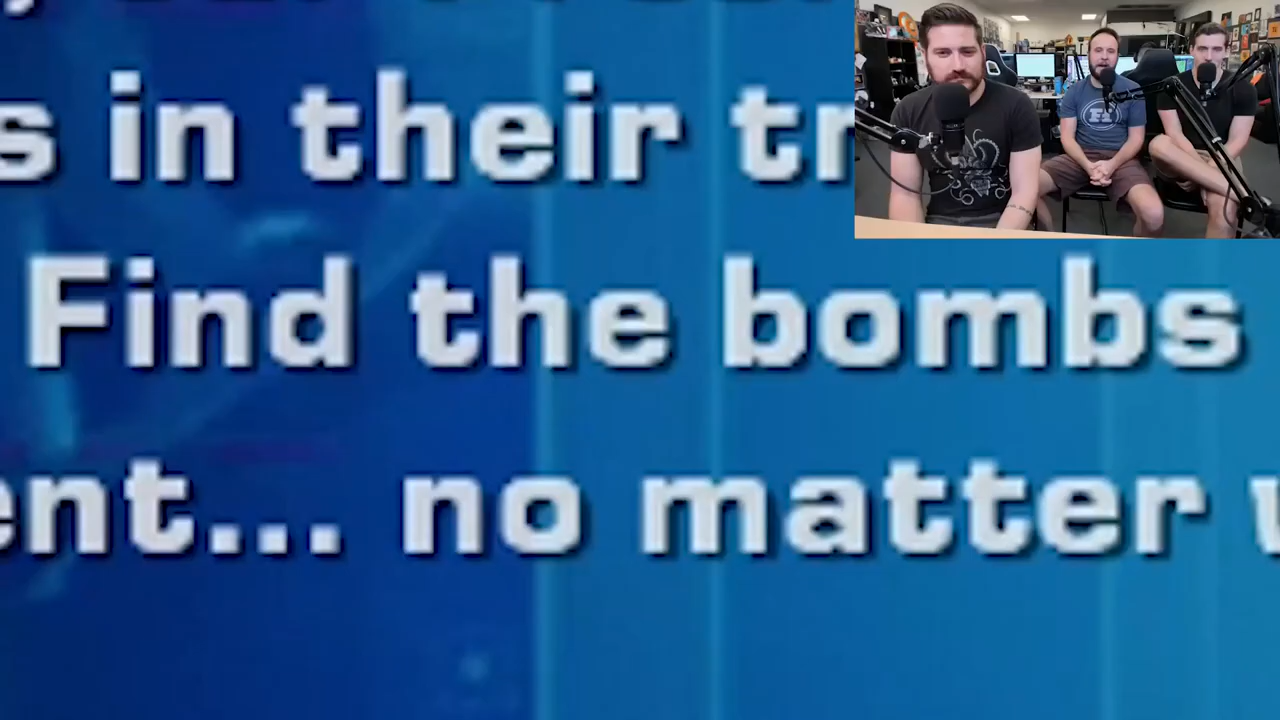 s in their tr
Find the bombs
ent... no matter